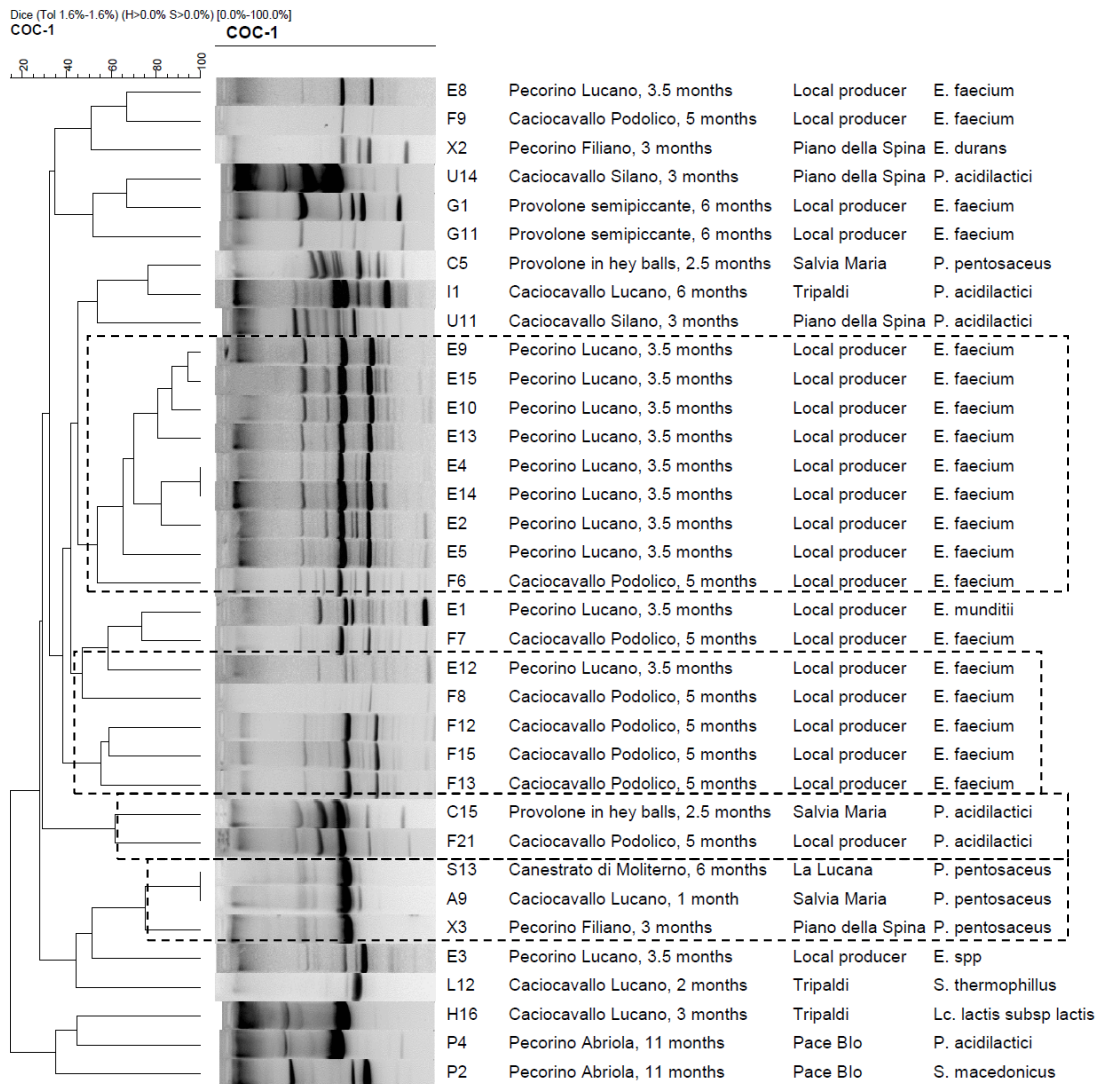 Dice (Tol 1.6%-1.6%) (H>0.0% S>0.0%) [0.0%-100.0%]
COC-1 COC-1
20 40 60 80 100
E8 Pecorino Lucano, 3.5 months Local producer E. faecium
F9 Caciocavallo Podolico, 5 months Local producer E. faecium
X2 Pecorino Filiano, 3 months Piano della Spina E. durans
U14 Caciocavallo Silano, 3 months Piano della Spina P. acidilactici
G1 Provolone semipiccante, 6 months Local producer E. faecium
G11 Provolone semipiccante, 6 months Local producer E. faecium
C5 Provolone in hey balls, 2.5 months Salvia Maria P. pentosaceus
I1 Caciocavallo Lucano, 6 months Tripaldi P. acidilactici
U11 Caciocavallo Silano, 3 months Piano della Spina P. acidilactici
E9 Pecorino Lucano, 3.5 months Local producer E. faecium
E15 Pecorino Lucano, 3.5 months Local producer E. faecium
E10 Pecorino Lucano, 3.5 months Local producer E. faecium
E13 Pecorino Lucano, 3.5 months Local producer E. faecium
E4 Pecorino Lucano, 3.5 months Local producer E. faecium
E14 Pecorino Lucano, 3.5 months Local producer E. faecium
E2 Pecorino Lucano, 3.5 months Local producer E. faecium
E5 Pecorino Lucano, 3.5 months Local producer E. faecium
F6 Caciocavallo Podolico, 5 months Local producer E. faecium
E1 Pecorino Lucano, 3.5 months Local producer E. munditii
F7 Caciocavallo Podolico, 5 months Local producer E. faecium
E12 Pecorino Lucano, 3.5 months Local producer E. faecium
F8 Caciocavallo Podolico, 5 months Local producer E. faecium
F12 Caciocavallo Podolico, 5 months Local producer E. faecium
F15 Caciocavallo Podolico, 5 months Local producer E. faecium
F13 Caciocavallo Podolico, 5 months Local producer E. faecium
C15 Provolone in hey balls, 2.5 months Salvia Maria P. acidilactici
F21 Caciocavallo Podolico, 5 months Local producer P. acidilactici
S13 Canestrato di Moliterno, 6 months La Lucana P. pentosaceus
A9 Caciocavallo Lucano, 1 month Salvia Maria P. pentosaceus
X3 Pecorino Filiano, 3 months Piano della Spina P. pentosaceus
E3 Pecorino Lucano, 3.5 months Local producer E. spp
L12 Caciocavallo Lucano, 2 months Tripaldi S. thermophillus
H16 Caciocavallo Lucano, 3 months Tripaldi Lc. lactis subsp lactis
P4 Pecorino Abriola, 11 months Pace BIo P. acidilactici
P2 Pecorino Abriola, 11 months Pace BIo S. macedonicus